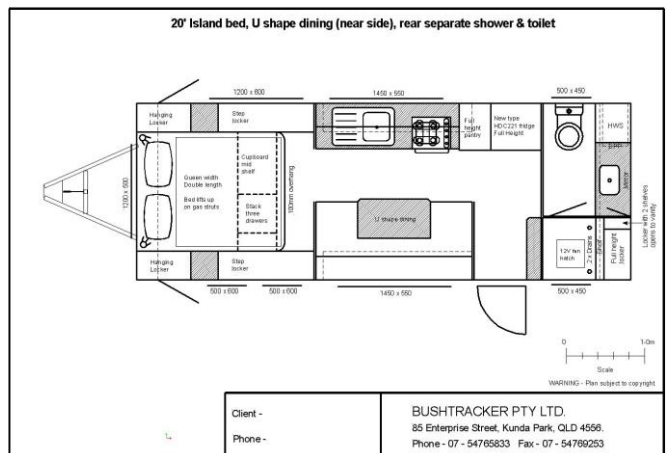 20' Island bed, U shape dining (near side), rear separate shower & toilet
1200 x 600
1450 x 550
500 x 450
Hanging
Locker
Step
locker
Full
height
pantry
New type
HDC221 fridge
Full Height
HWS
1200 x 500
Queen width
Double length
Bed lifts up
on gas struts
Cupboard
mid
shelf
Stack
three
drawers
100mm overhang
Mirror
U shape dining
12V fan
hatch
2 x Drains
Shelf
Full height
locker
Locker with 2 shelves
opens to vanity
Hanging
Locker
Step
locker
500 x 600
500 x 600
1450 x 550
500 x 450
0
1·0m
Scale
WARNING - Plan subject to copyright
Client -
Phone -
BUSHTRACKER PTY LTD.
85 Enterprise Street, Kunda Park, QLD 4556.
Phone - 07 - 54765833 Fax - 07 - 54769253